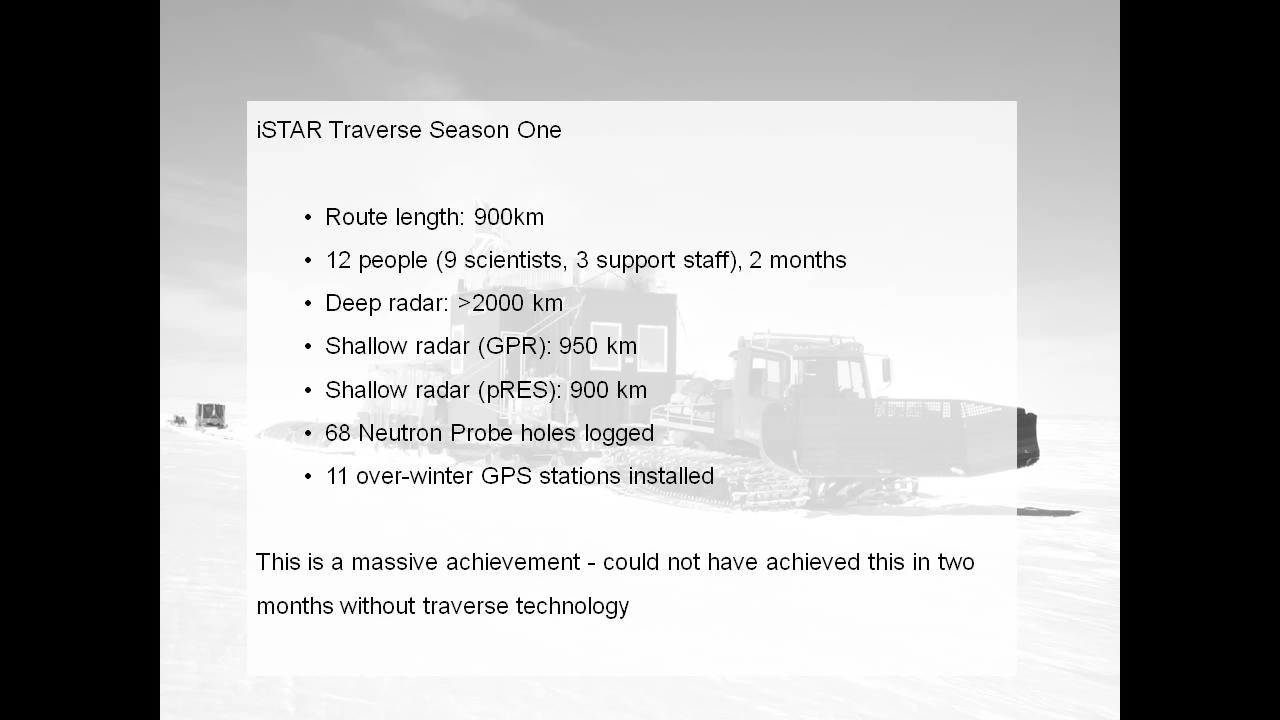 iSTAR Traverse Season One
• Route length: 900km
• 12 people (9 scientists, 3 support staff), 2 months
• Deep radar: >2000 km
• Shallow radar (GPR): 950 km
• Shallow radar (pRES): 900 km
• 68 Neutron Probe holes logged
• 11 over-winter GPS stations installed
This is a massive achievement - could not have achieved this in two
months without traverse technology